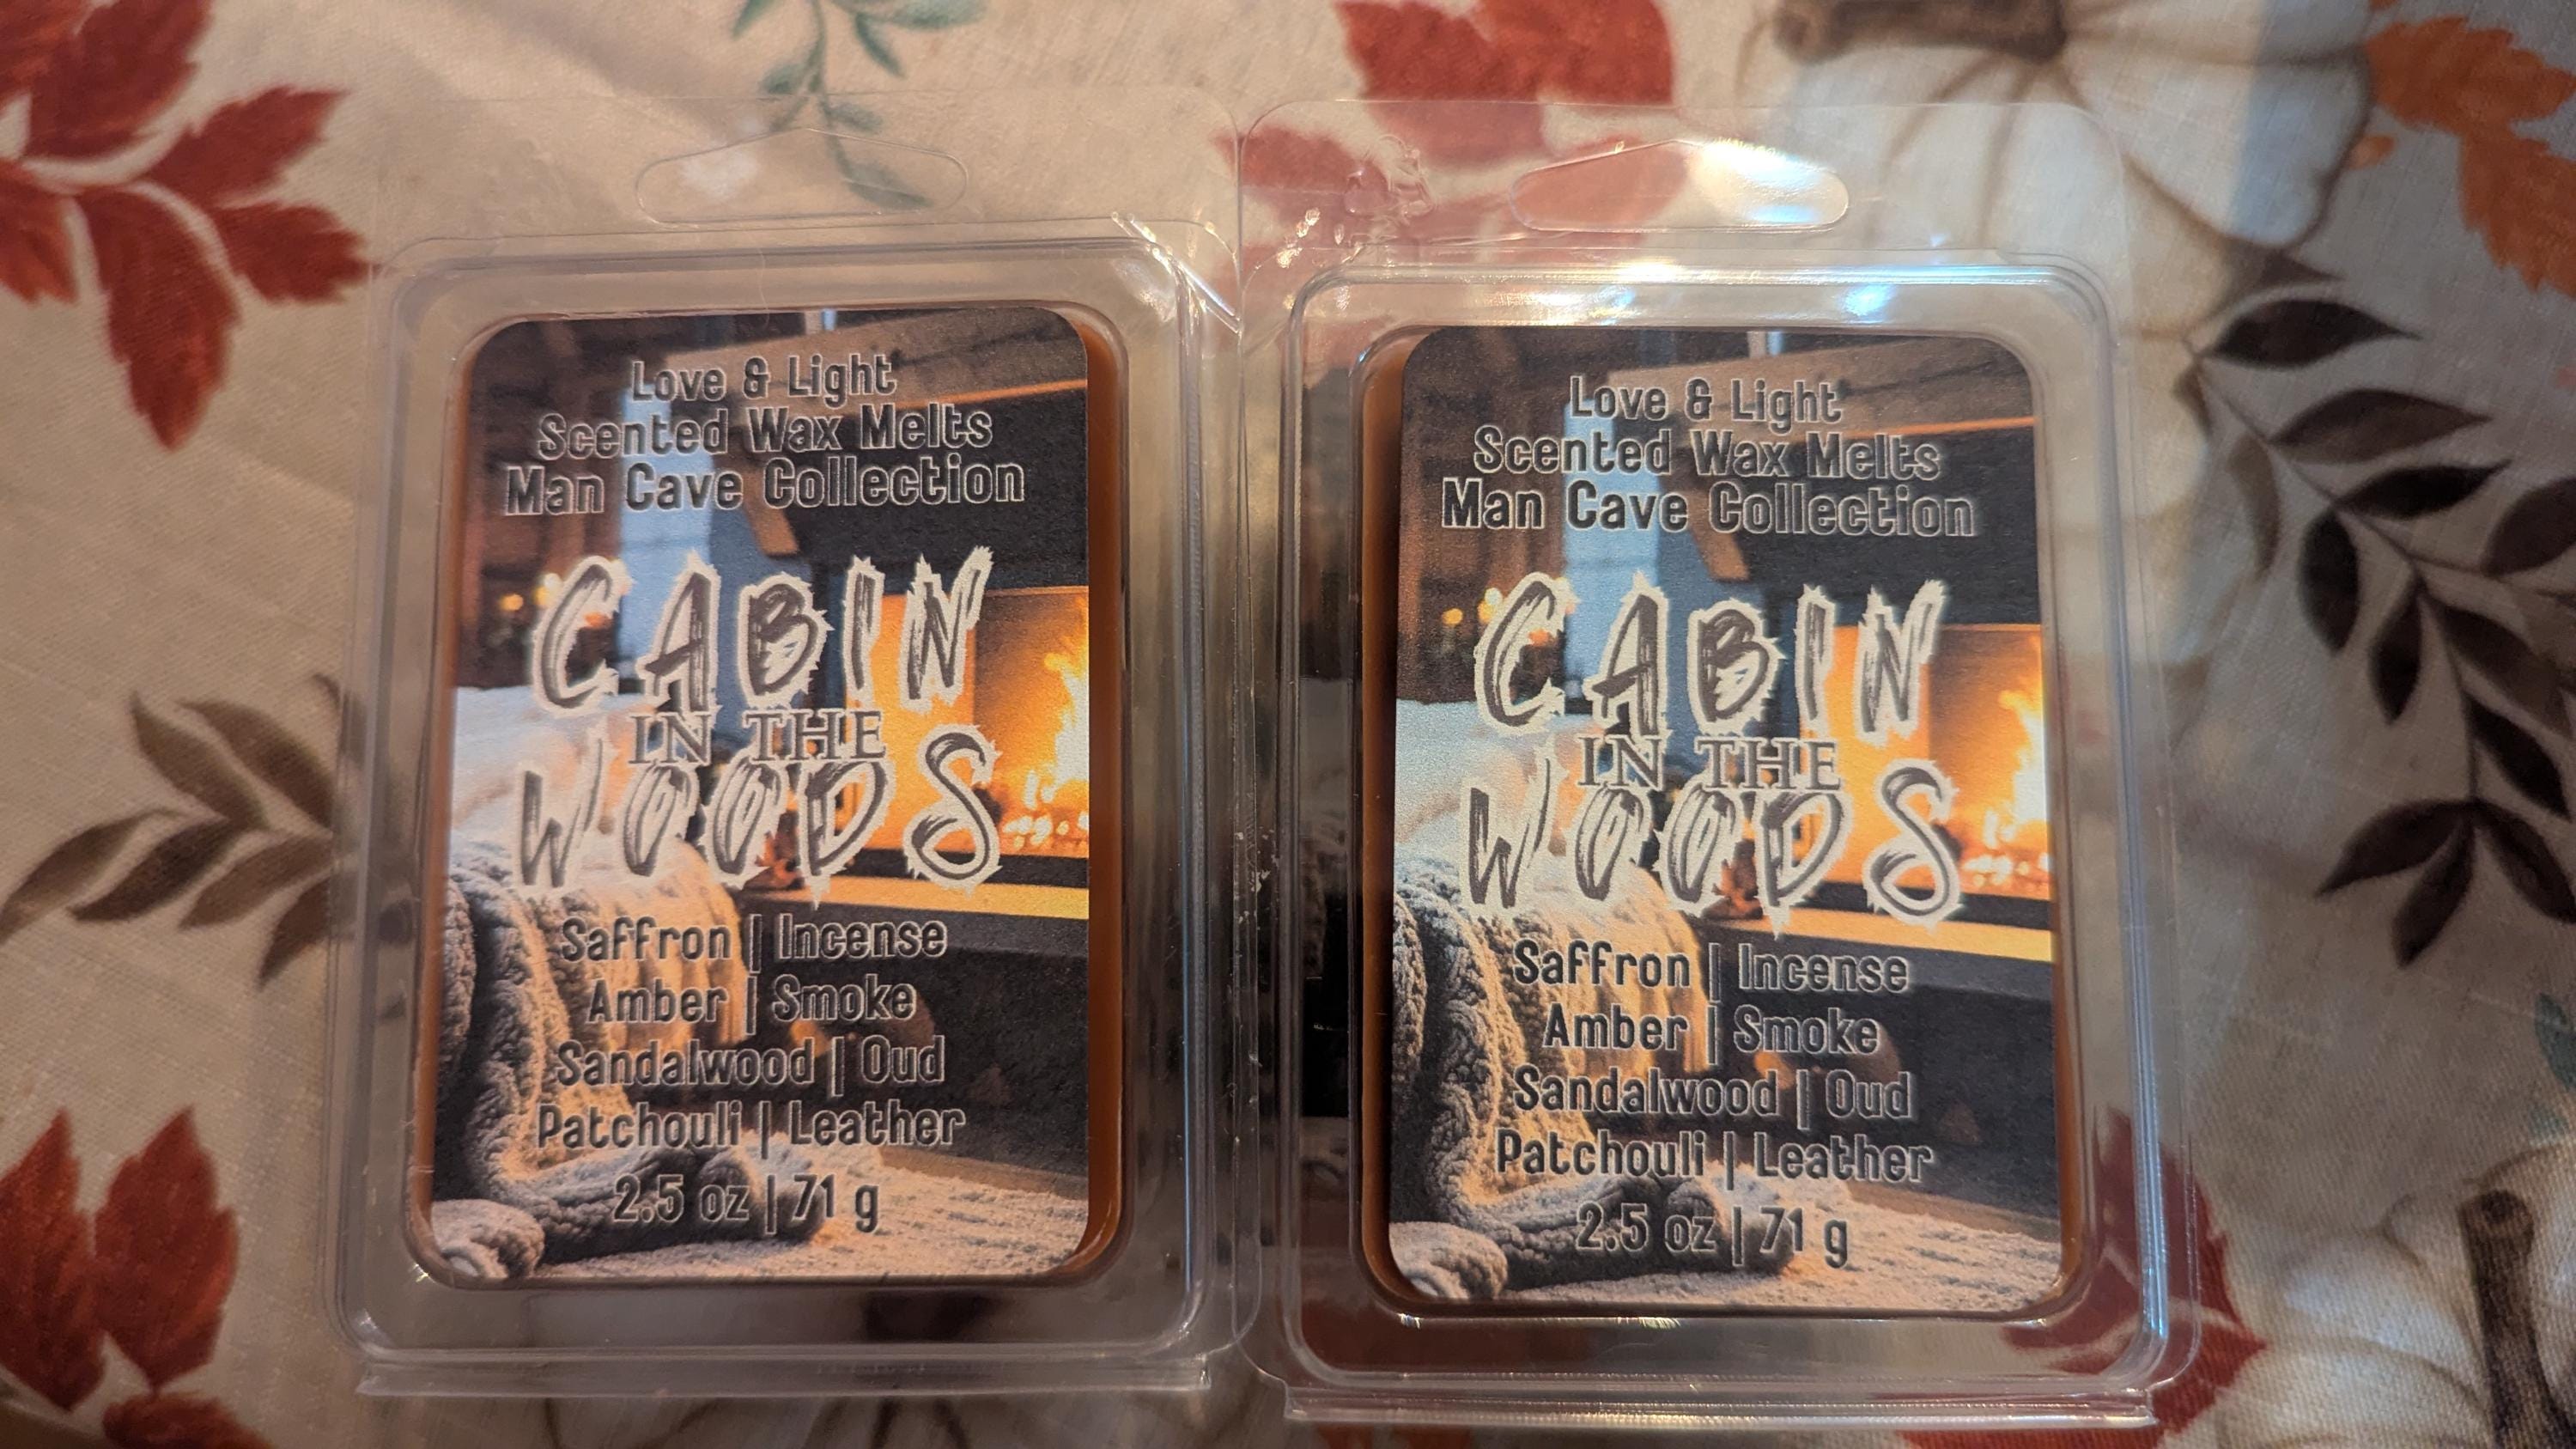 Love & Light
Scented Wax Melts
Man Cave Collection
CABIN
IN THE
WOODS
Saffron | Incense
Amber | Smoke
Sandalwood | Oud
Patchouli | Leather
2.5 oz | 71 g
Love & Light
Scented Wax Melts
Man Cave Collection
CABIN
IN THE
WOODS
Saffron | Incense
Amber | Smoke
Sandalwood | Oud
Patchouli | Leather
2.5 oz | 71 g